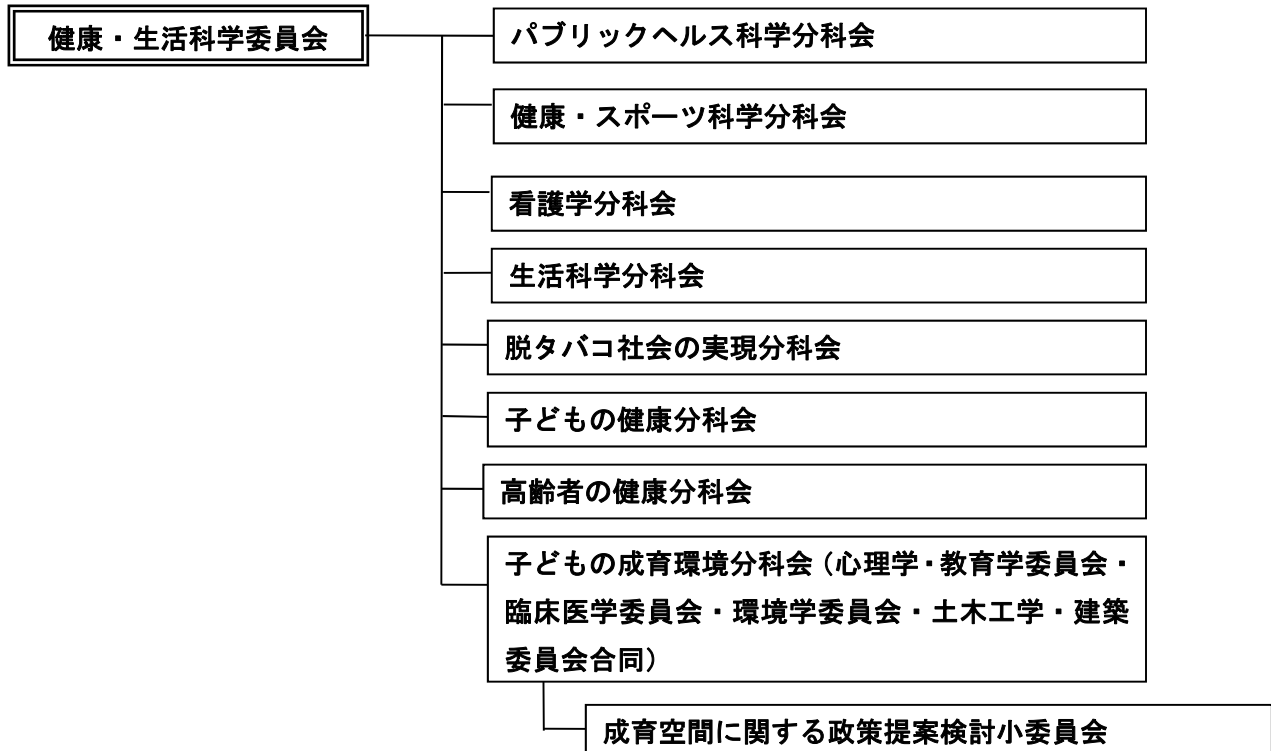 健康・生活科学委員会
パブリックヘルス科学分科会
健康・スポーツ科学分科会
看護学分科会
生活科学分科会
脱タバコ社会の実現分科会
子どもの健康分科会
高齢者の健康分科会
子どもの成育環境分科会（心理学・教育学委員会・
臨床医学委員会・環境学委員会・土木工学・建築
委員会合同）
成育空間に関する政策提案検討小委員会